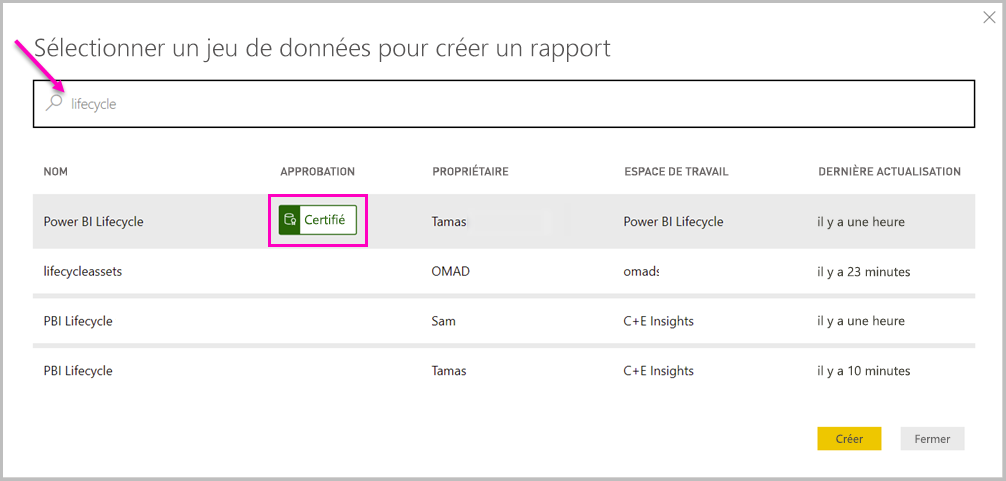 Sélectionner un jeu de données pour créer un rapport
lifecycle
NOM APPROBATION PROPRIÉTAIRE ESPACE DE TRAVAIL DERNIÈRE ACTUALISATION
Power BI Lifecycle Certifié Tamas Power BI Lifecycle il y a une heure
lifecycleassets OMAD omads il y a 23 minutes
PBI Lifecycle Sam C+E Insights il y a une heure
PBI Lifecycle Tamas C+E Insights il y a 10 minutes
Créer Fermer